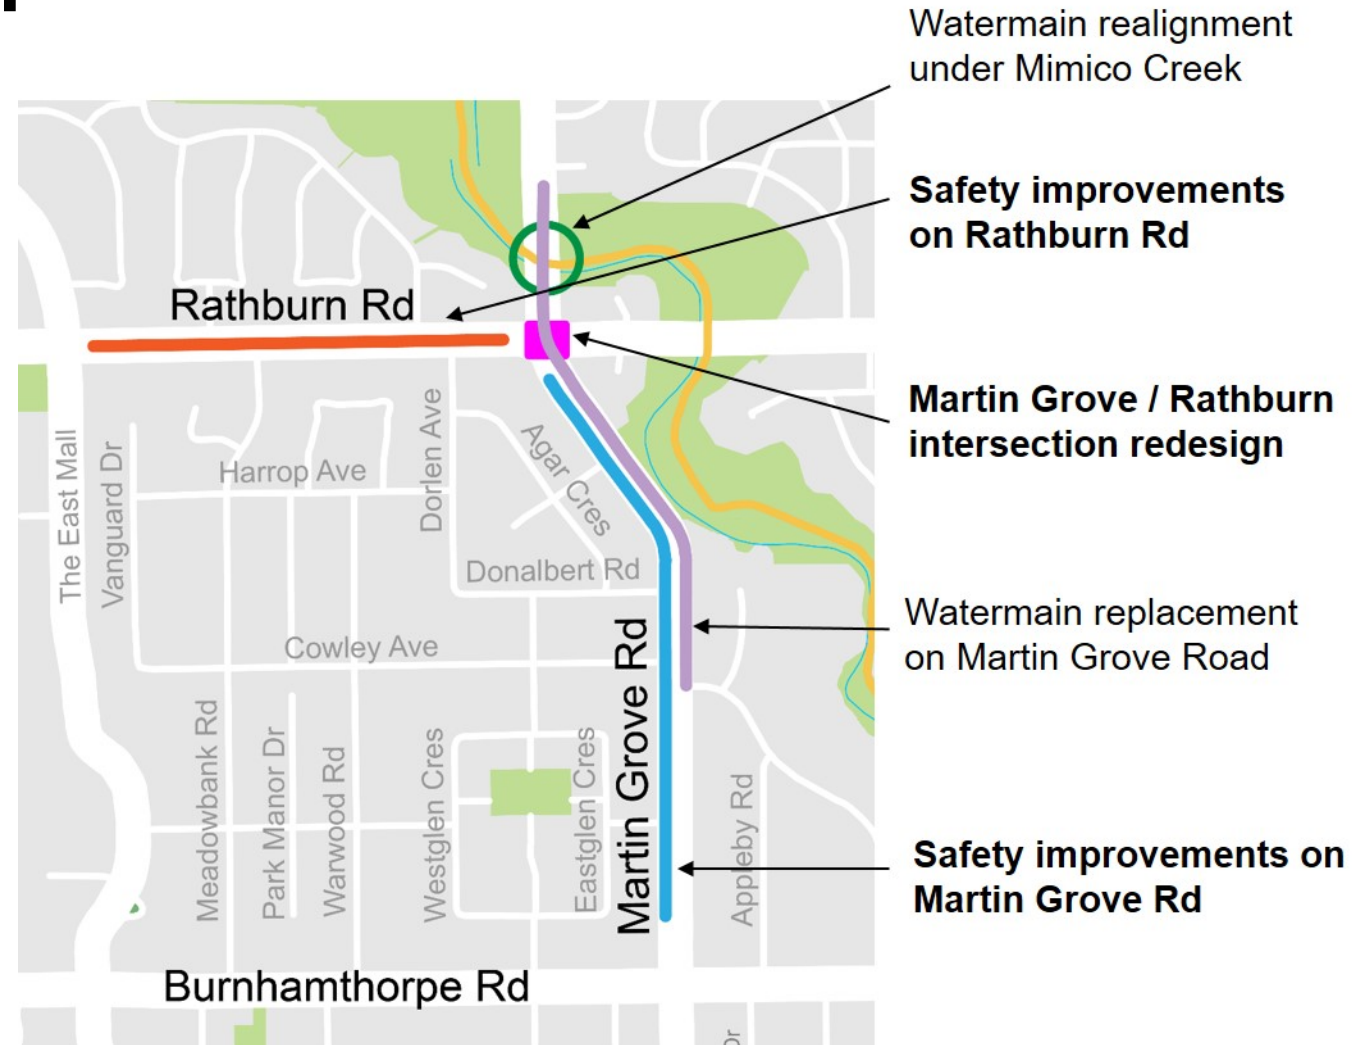 Watermain realignment
under Mimico Creek
Safety improvements
on Rathburn Rd
Rathburn Rd
Martin Grove / Rathburn
intersection redesign
The East Mall
Vanguard Dr
Harrop Ave
Dorlen Ave
Agar Cres
Donalbert Rd
Cowley Ave
Watermain replacement
on Martin Grove Road
Meadowbank Rd
Park Manor Dr
Warwood Rd
Westglen Cres
Eastglen Cres
Martin Grove Rd
Appleby Rd
Safety improvements on
Martin Grove Rd
Burnhamthorpe Rd